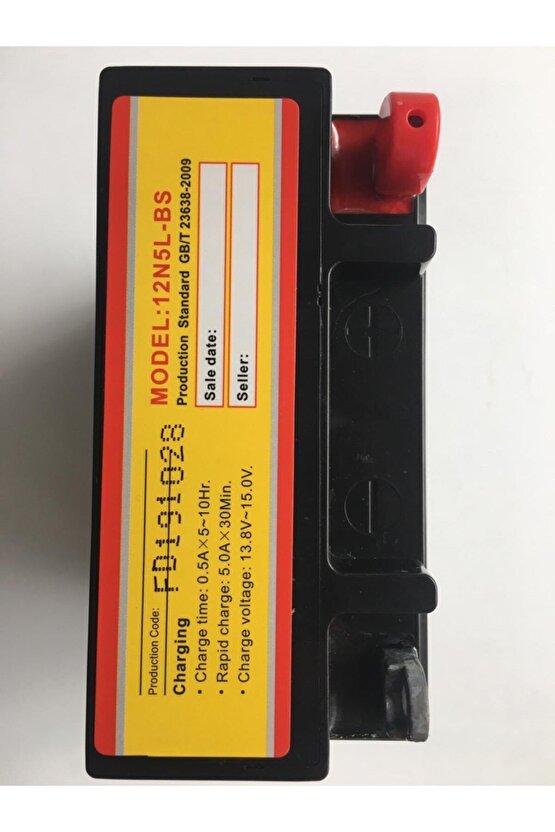 Production Code: FD191028
Charging
• Charge time: 0.5A×5~10Hr.
• Rapid charge: 5.0A×30Min.
• Charge voltage: 13.8V~15.0V.
MODEL:12N5L-BS
Production Standard GB/T 23638-2009
Sale date:
Seller:
+
−